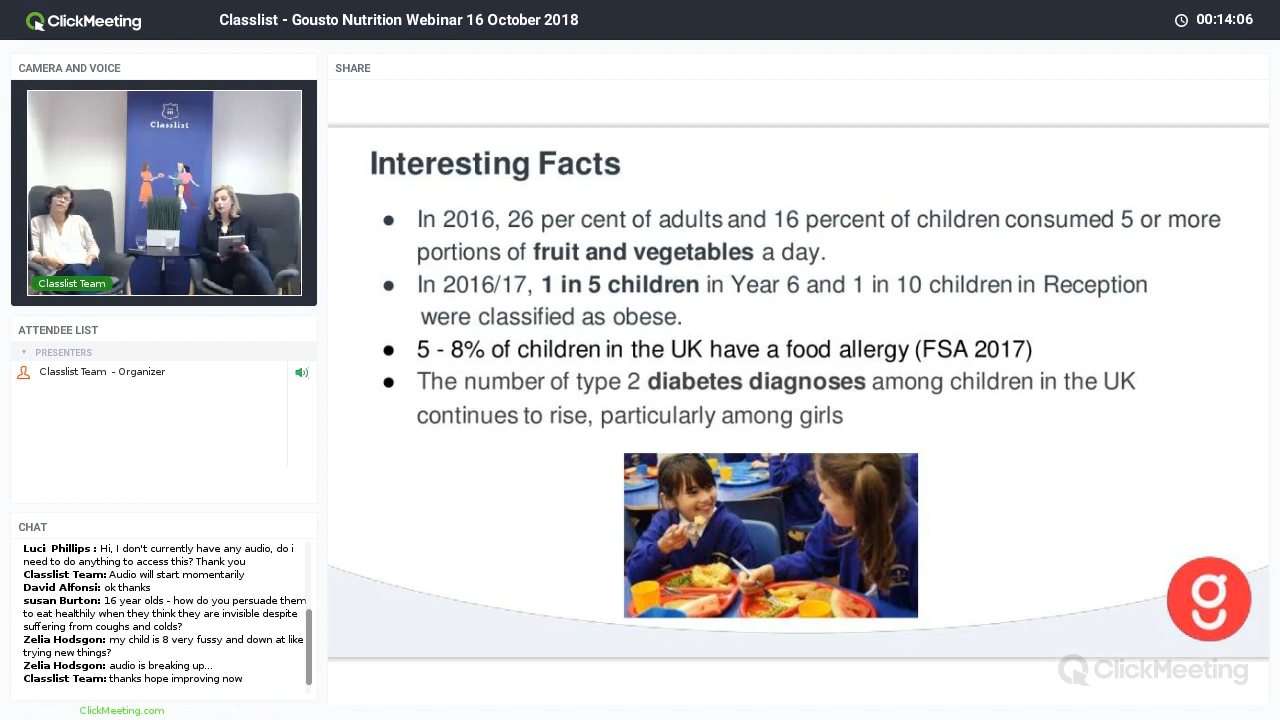 ClickMeeting
Classlist - Gousto Nutrition Webinar 16 October 2018
00:14:06
CAMERA AND VOICE
Classlist
Classlist Team
ATTENDEE LIST
PRESENTERS
Classlist Team - Organizer
CHAT
Luci Phillips : Hi, I don't currently have any audio, do i
need to do anything to access this? Thank you
Classlist Team: Audio will start momentarily
David Alfonsi: ok thanks
susan Burton: 16 year olds - how do you persuade them
to eat healthily when they think they are invisible despite
suffering from coughs and colds?
Zelia Hodsgon: my child is 8 very fussy and down at like
trying new things?
Zelia Hodsgon: audio is breaking up...
Classlist Team: thanks hope improving now
ClickMeeting.com
SHARE
Interesting Facts
● In 2016, 26 per cent of adults and 16 percent of children consumed 5 or more
portions of fruit and vegetables a day.
● In 2016/17, 1 in 5 children in Year 6 and 1 in 10 children in Reception
were classified as obese.
● 5 - 8% of children in the UK have a food allergy (FSA 2017)
● The number of type 2 diabetes diagnoses among children in the UK
continues to rise, particularly among girls
g
ClickMeeting